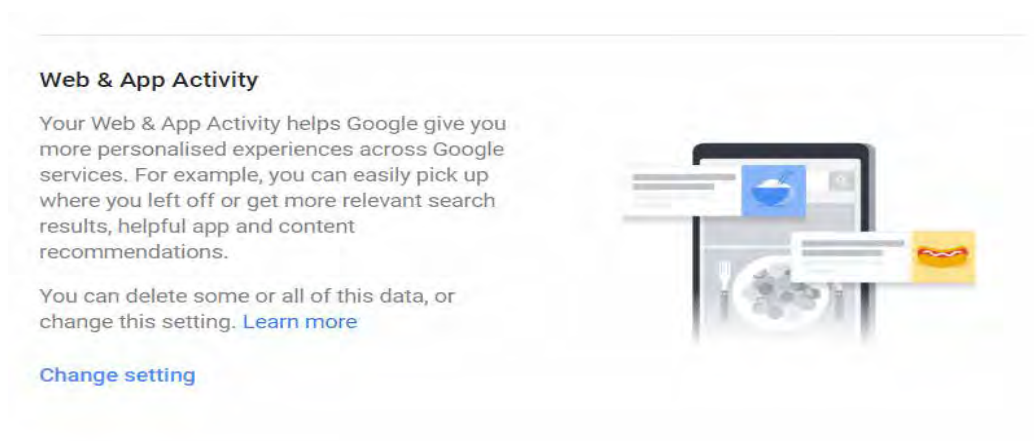 Web & App Activity
Your Web & App Activity helps Google give you
more personalised experiences across Google
services. For example, you can easily pick up
where you left off or get more relevant search
results, helpful app and content
recommendations.
You can delete some or all of this data, or
change this setting. Learn more
Change setting